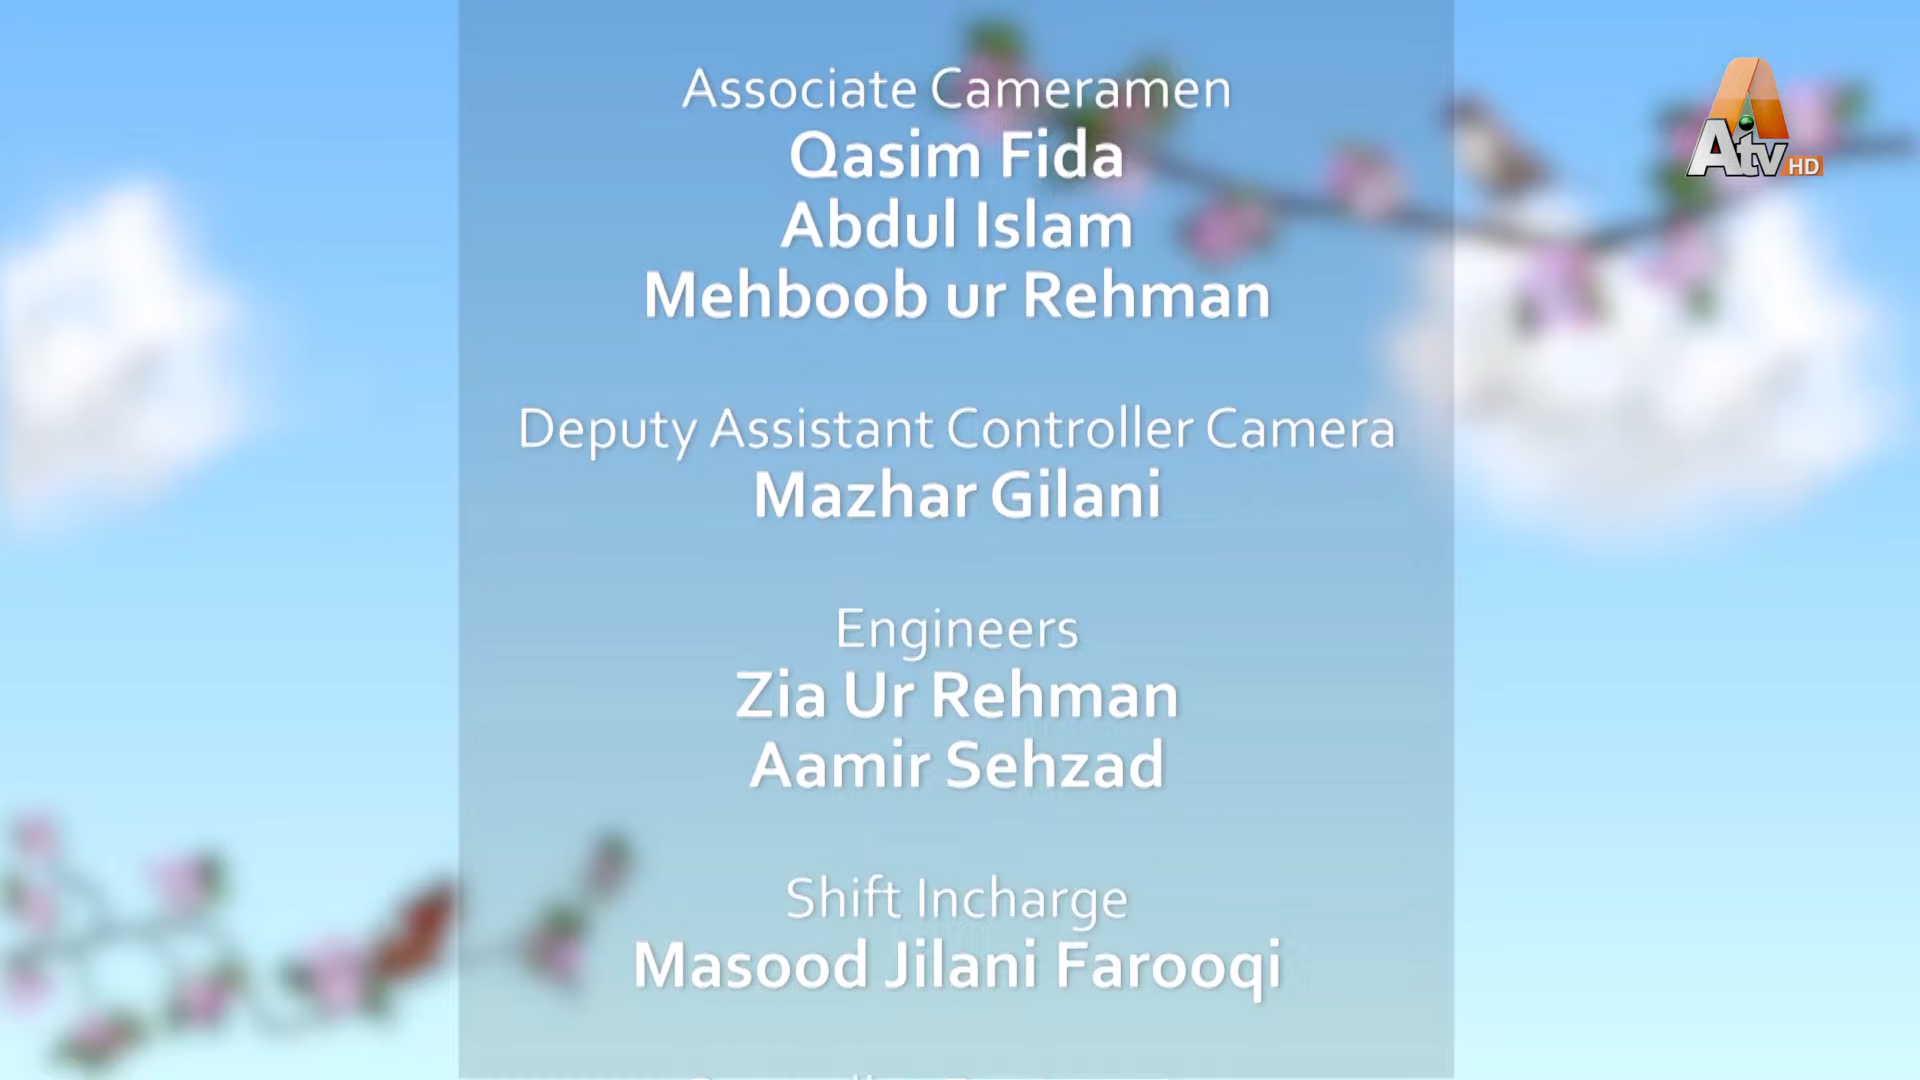 Associate Cameramen
Qasim Fida
Abdul Islam
Mehboob ur Rehman
Deputy Assistant Controller Camera
Mazhar Gilani
Engineers
Zia Ur Rehman
Aamir Sehzad
Shift Incharge
Masood Jilani Farooqi
Atv HD